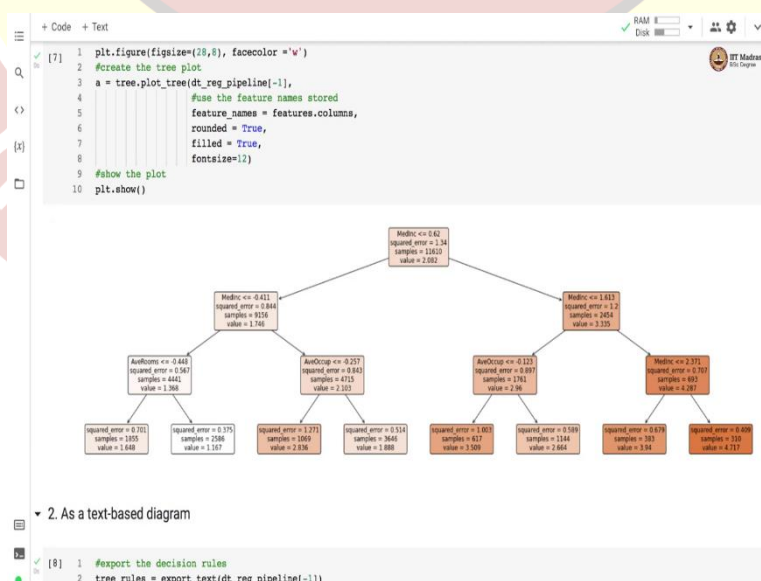 + Code + Text
RAM
Disk
[7]
1 plt.figure(figsize=(28,8), facecolor ='w')
2 #create the tree plot
3 a = tree.plot_tree(dt_reg_pipeline[-1],
4 #use the feature names stored
5 feature_names = features.columns,
6 rounded = True,
7 filled = True,
8 fontsize=12)
9 #show the plot
10 plt.show()
IIT Madras
BSc Degree
{x}
MedInc <= 0.62
squared_error = 1.34
samples = 11610
value = 2.082
MedInc <= -0.411
squared_error = 0.844
samples = 9156
value = 1.746
MedInc <= 1.613
squared_error = 1.2
samples = 2454
value = 3.335
AveRooms <= -0.448
squared_error = 0.567
samples = 4441
value = 1.368
AveOccup <= -0.257
squared_error = 0.843
samples = 4715
value = 2.103
AveOccup <= -0.123
squared_error = 0.897
samples = 1761
value = 2.96
MedInc <= 2.371
squared_error = 0.707
samples = 693
value = 4.287
squared_error = 0.701
samples = 1855
value = 1.648
squared_error = 0.375
samples = 2586
value = 1.167
squared_error = 1.271
samples = 1069
value = 2.836
squared_error = 0.514
samples = 3646
value = 1.888
squared_error = 1.003
samples = 617
value = 3.509
squared_error = 0.589
samples = 1144
value = 2.664
squared_error = 0.679
samples = 383
value = 3.94
squared_error = 0.409
samples = 310
value = 4.717
2. As a text-based diagram
[8]
1 #export the decision rules
2 tree_rules = export_text(dt_reg_pipeline[-1])